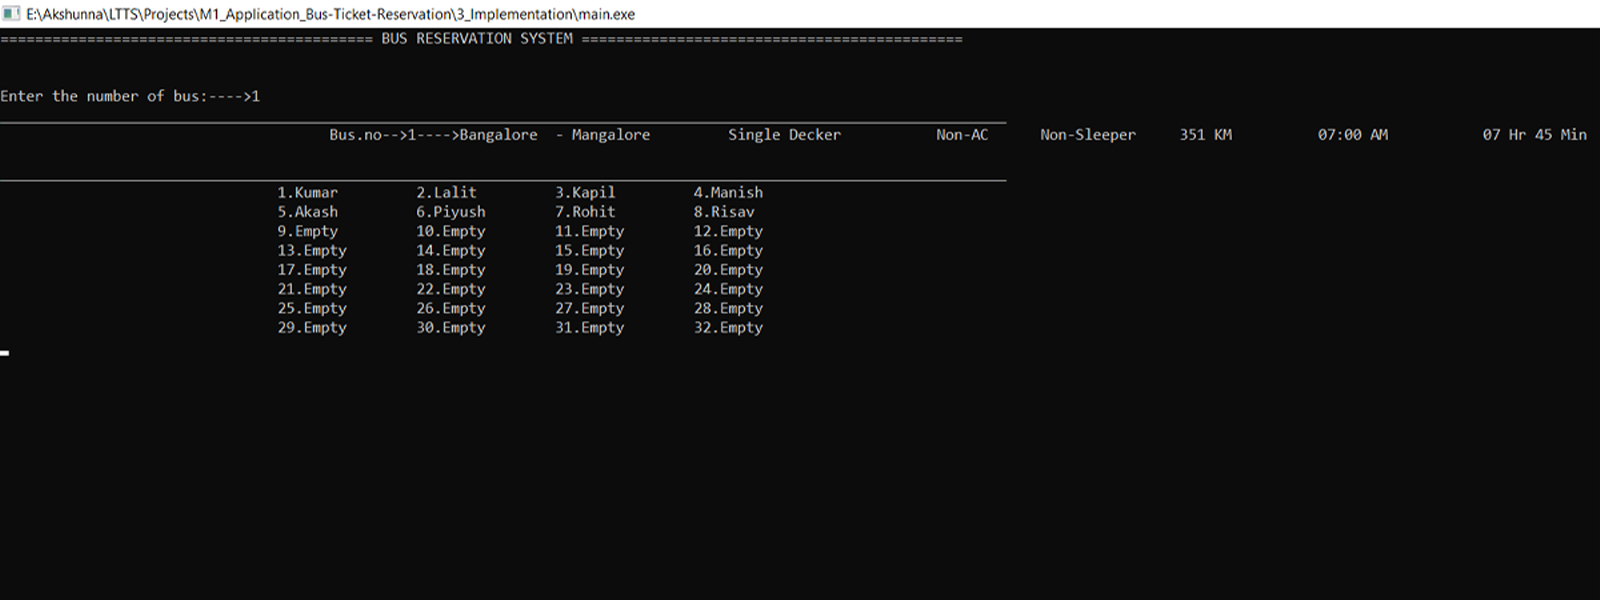 E:\Akshunna\LTTS\Projects\M1_Application_Bus-Ticket-Reservation\3_Implementation\main.exe
=========================================== BUS RESERVATION SYSTEM ============================================
Enter the number of bus:---->1
Bus.no-->1---->Bangalore - Mangalore Single Decker Non-AC Non-Sleeper 351 KM 07:00 AM 07 Hr 45 Min
1.Kumar 2.Lalit 3.Kapil 4.Manish
5.Akash 6.Piyush 7.Rohit 8.Risav
9.Empty 10.Empty 11.Empty 12.Empty
13.Empty 14.Empty 15.Empty 16.Empty
17.Empty 18.Empty 19.Empty 20.Empty
21.Empty 22.Empty 23.Empty 24.Empty
25.Empty 26.Empty 27.Empty 28.Empty
29.Empty 30.Empty 31.Empty 32.Empty